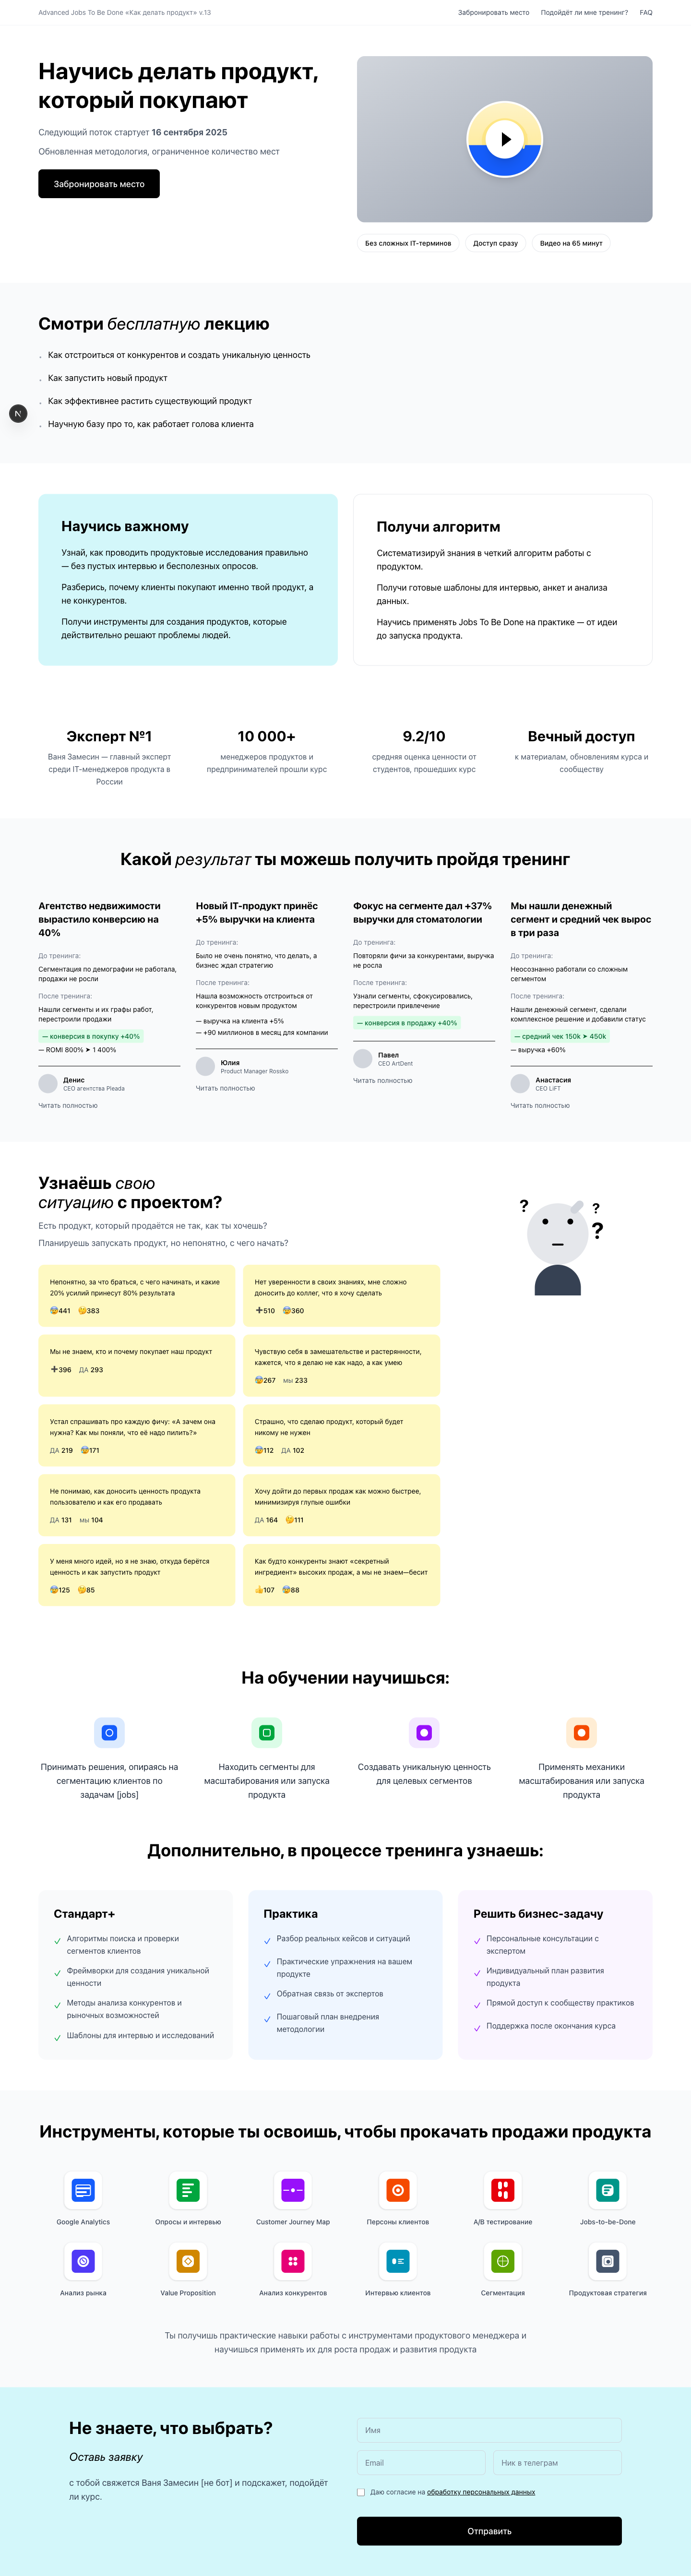 Advanced Jobs To Be Done «Как делать продукт» v.13
Забронировать место
Подойдёт ли мне тренинг?
FAQ
Научись делать продукт,
который покупают
Следующий поток стартует 16 сентября 2025
Обновленная методология, ограниченное количество мест
Забронировать место
Без сложных IT-терминов
Доступ сразу
Видео на 65 минут
Смотри бесплатную лекцию
Как отстроиться от конкурентов и создать уникальную ценность
Как запустить новый продукт
Как эффективнее растить существующий продукт
Научную базу про то, как работает голова клиента
N
Научись важному
Узнай, как проводить продуктовые исследования правильно
— без пустых интервью и бесполезных опросов.
Разберись, почему клиенты покупают именно твой продукт, а
не конкурентов.
Получи инструменты для создания продуктов, которые
действительно решают проблемы людей.
Получи алгоритм
Систематизируй знания в четкий алгоритм работы с
продуктом.
Получи готовые шаблоны для интервью, анкет и анализа
данных.
Научись применять Jobs To Be Done на практике — от идеи
до запуска продукта.
Эксперт №1
Ваня Замесин — главный эксперт
среди IT-менеджеров продукта в
России
10 000+
менеджеров продуктов и
предпринимателей прошли курс
9.2/10
средняя оценка ценности от
студентов, прошедших курс
Вечный доступ
к материалам, обновлениям курса и
сообществу
Какой результат ты можешь получить пройдя тренинг
Агентство недвижимости
вырастило конверсию на
40%
До тренинга:
Сегментация по демографии не работала,
продажи не росли
После тренинга:
Нашли сегменты и их графы работ,
перестроили продажи
— конверсия в покупку +40%
— ROMI 800% ➤ 1 400%
Денис
CEO агентства Pleada
Читать полностью
Новый IT-продукт принёс
+5% выручки на клиента
До тренинга:
Было не очень понятно, что делать, а
бизнес ждал стратегию
После тренинга:
Нашла возможность отстроиться от
конкурентов новым продуктом
— выручка на клиента +5%
— +90 миллионов в месяц для компании
Юлия
Product Manager Rossko
Читать полностью
Фокус на сегменте дал +37%
выручки для стоматологии
До тренинга:
Повторяли фичи за конкурентами, выручка
не росла
После тренинга:
Узнали сегменты, сфокусировались,
перестроили привлечение
— конверсия в продажу +40%
Павел
CEO ArtDent
Читать полностью
Мы нашли денежный
сегмент и средний чек вырос
в три раза
До тренинга:
Неосознанно работали со сложным
сегментом
После тренинга:
Нашли денежный сегмент, сделали
комплексное решение и добавили статус
— средний чек 150k ➤ 450k
— выручка +60%
Анастасия
CEO LiFT
Читать полностью
Узнаёшь свою
ситуацию с проектом?
Есть продукт, который продаётся не так, как ты хочешь?
Планируешь запускать продукт, но непонятно, с чего начать?
? ? ?
Непонятно, за что браться, с чего начинать, и какие
20% усилий принесут 80% результата
😰441 🥲383
Нет уверенности в своих знаниях, мне сложно
доносить до коллег, что я хочу сделать
➕510 😰360
Мы не знаем, кто и почему покупает наш продукт
➕396 ДА 293
Чувствую себя в замешательстве и растерянности,
кажется, что я делаю не как надо, а как умею
😰267 мы 233
Устал спрашивать про каждую фичу: «А зачем она
нужна? Как мы поняли, что её надо пилить?»
ДА 219 😰171
Страшно, что сделаю продукт, который будет
никому не нужен
😰112 ДА 102
Не понимаю, как доносить ценность продукта
пользователю и как его продавать
ДА 131 мы 104
Хочу дойти до первых продаж как можно быстрее,
минимизируя глупые ошибки
ДА 164 🥲111
У меня много идей, но я не знаю, откуда берётся
ценность и как запустить продукт
😰125 🥲85
Как будто конкуренты знают «секретный
ингредиент» высоких продаж, а мы не знаем—бесит
👍107 😰88
На обучении научишься:
Принимать решения, опираясь на
сегментацию клиентов по
задачам [jobs]
Находить сегменты для
масштабирования или запуска
продукта
Создавать уникальную ценность
для целевых сегментов
Применять механики
масштабирования или запуска
продукта
Дополнительно, в процессе тренинга узнаешь:
Стандарт+
Алгоритмы поиска и проверки
сегментов клиентов
Фреймворки для создания уникальной
ценности
Методы анализа конкурентов и
рыночных возможностей
Шаблоны для интервью и исследований
Практика
Разбор реальных кейсов и ситуаций
Практические упражнения на вашем
продукте
Обратная связь от экспертов
Пошаговый план внедрения
методологии
Решить бизнес-задачу
Персональные консультации с
экспертом
Индивидуальный план развития
продукта
Прямой доступ к сообществу практиков
Поддержка после окончания курса
Инструменты, которые ты освоишь, чтобы прокачать продажи продукта
Google Analytics
Опросы и интервью
Customer Journey Map
Персоны клиентов
A/B тестирование
Jobs-to-be-Done
Анализ рынка
Value Proposition
Анализ конкурентов
Интервью клиентов
Сегментация
Продуктовая стратегия
Ты получишь практические навыки работы с инструментами продуктового менеджера и
научишься применять их для роста продаж и развития продукта
Не знаете, что выбрать?
Оставь заявку
с тобой свяжется Ваня Замесин [не бот] и подскажет, подойдёт
ли курс.
Имя
Email
Ник в телеграм
Даю согласие на обработку персональных данных
Отправить